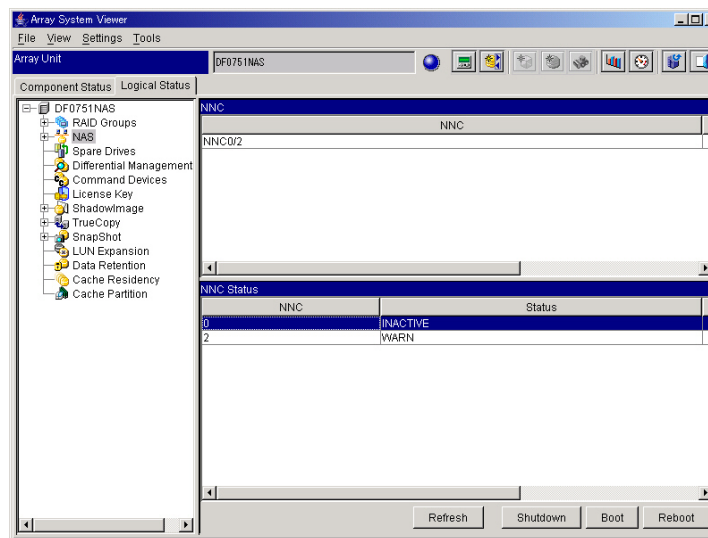 Array System Viewer
File View Settings Tools
Array Unit
DF0751NAS
Component Status Logical Status
DF0751NAS
RAID Groups
NAS
Spare Drives
Differential Management
Command Devices
License Key
ShadowImage
TrueCopy
SnapShot
LUN Expansion
Data Retention
Cache Residency
Cache Partition
NNC
NNC
NNC0/2
NNC Status
NNC Status
0 INACTIVE
2 WARN
Refresh Shutdown Boot Reboot